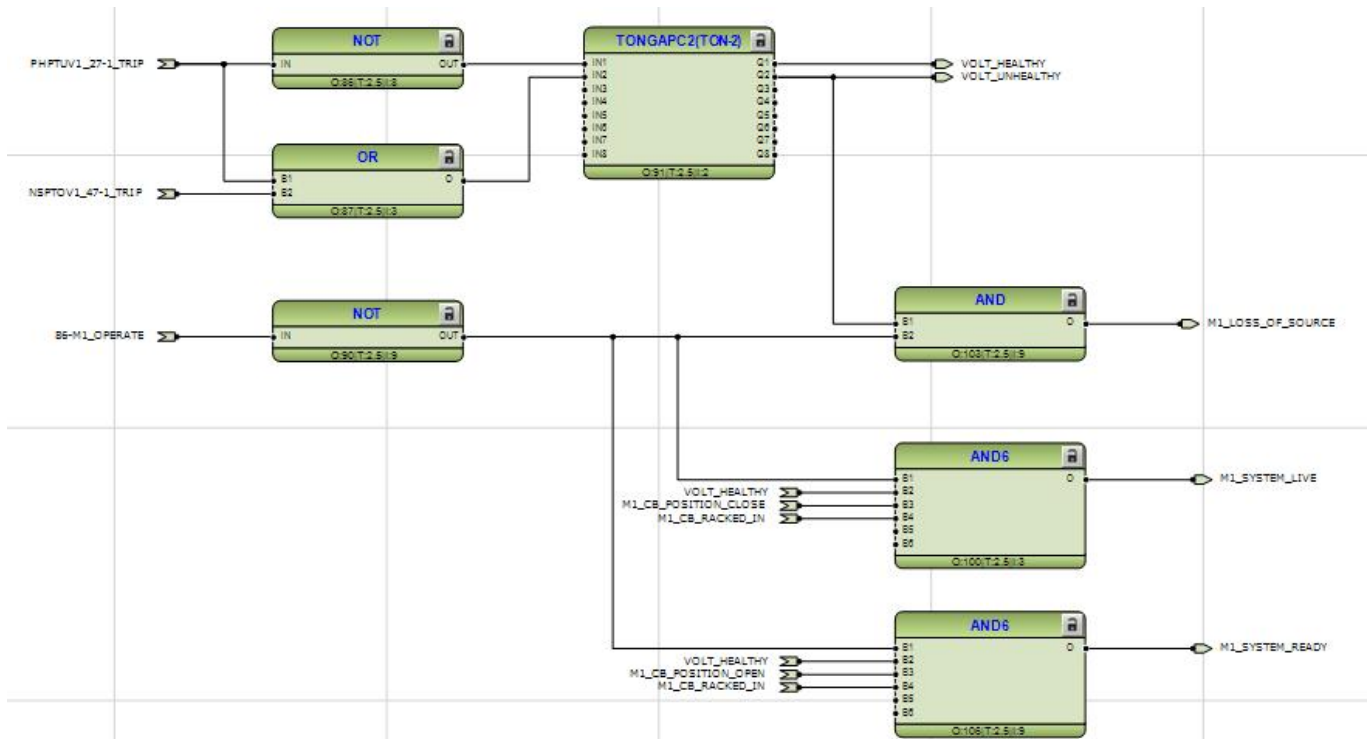 NOT
TONGAPC2(TON-2)
PHPTUV1_27-1_TRIP
IN
OUT
O:86|T:2.5|I:8
IN1
IN2
IN3
IN4
IN5
IN6
IN7
IN8
Q1
Q2
Q3
Q4
Q5
Q6
Q7
Q8
O:91|T:2.5|I:2
VOLT_HEALTHY
VOLT_UNHEALTHY
OR
B1
B2
O
NSPTOV1_47-1_TRIP
O:87|T:2.5|I:3
NOT
86-M1_OPERATE
IN
OUT
O:90|T:2.5|I:9
AND
B1
B2
O
M1_LOSS_OF_SOURCE
O:103|T:2.5|I:9
AND6
B1
B2
B3
B4
B5
B6
O
VOLT_HEALTHY
M1_CB_POSITION_CLOSE
M1_CB_RACKED_IN
M1_SYSTEM_LIVE
O:100|T:2.5|I:3
AND6
B1
B2
B3
B4
B5
B6
O
VOLT_HEALTHY
M1_CB_POSITION_OPEN
M1_CB_RACKED_IN
M1_SYSTEM_READY
O:106|T:2.5|I:9